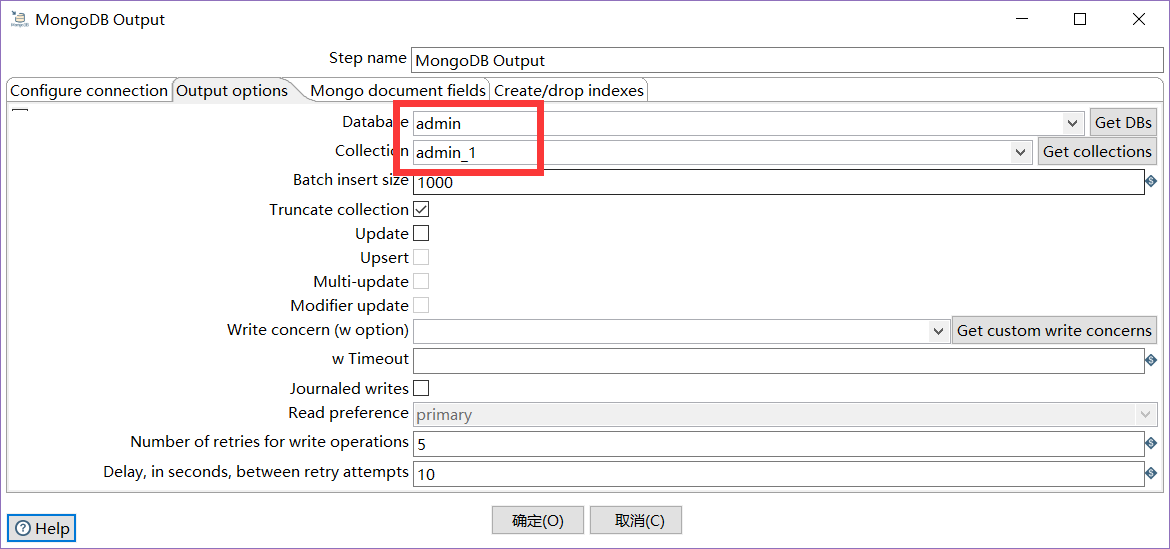 MongoDB Output
Step name MongoDB Output
Configure connection Output options Mongo document fields Create/drop indexes
Database admin Get DBs
Collection admin_1 Get collections
Batch insert size 1000
Truncate collection
Update
Upsert
Multi-update
Modifier update
Write concern (w option) Get custom write concerns
w Timeout
Journaled writes
Read preference primary
Number of retries for write operations 5
Delay, in seconds, between retry attempts 10
Help 确定(O) 取消(C)